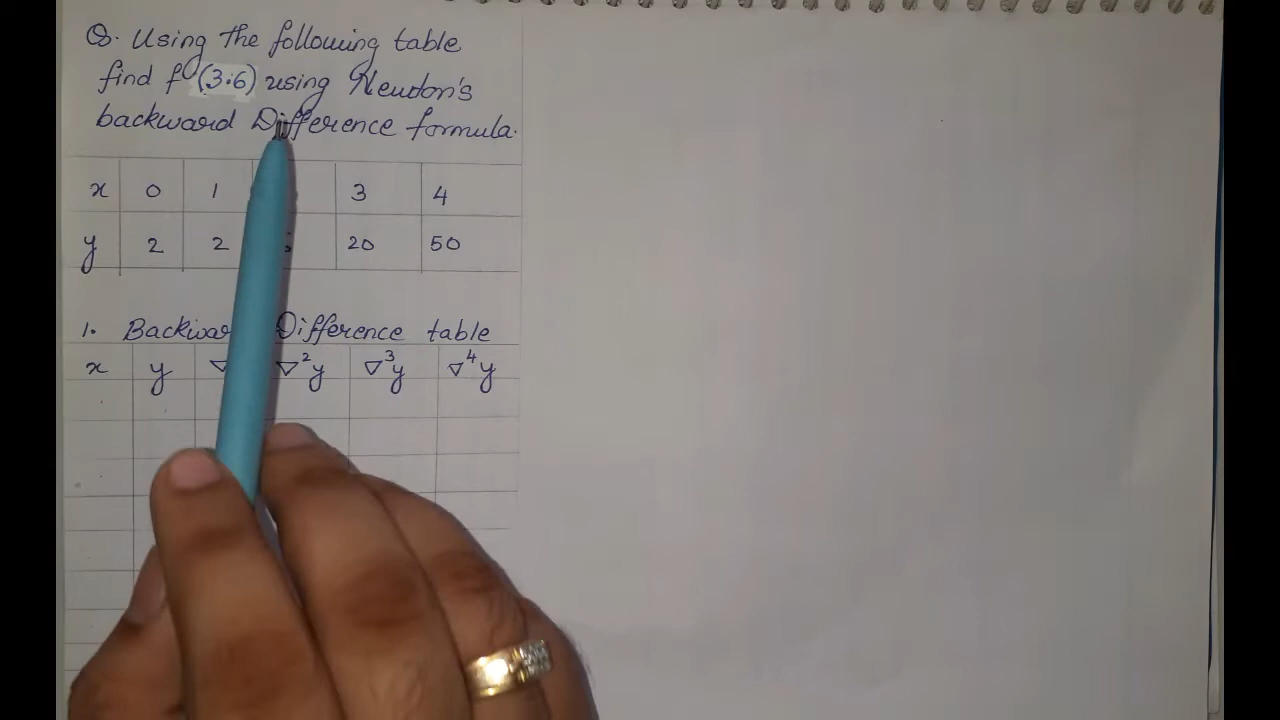 Q. Using the following table
find f (3.6) using Newton's
backward Difference formula.
x 0 1 3 4
y 2 2 20 50
1. Backwar Difference table
x y ∇ ∇²y ∇³y ∇⁴y